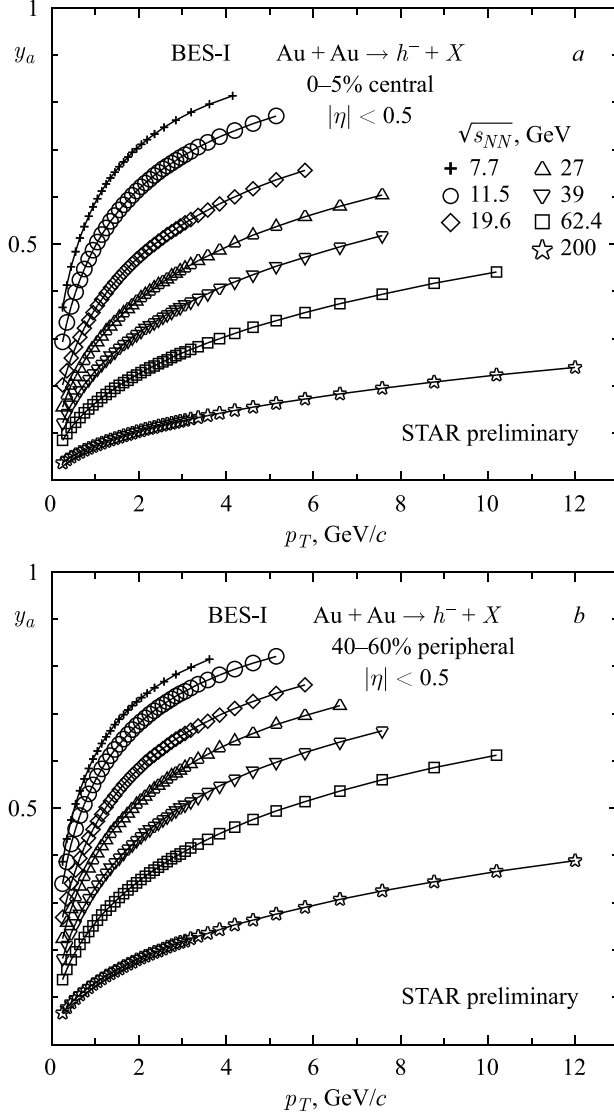 1
BES-I Au + Au → h⁻ + X a
y_a
0–5% central
|η| < 0.5
√s_NN, GeV
7.7 27
11.5 39
19.6 62.4
200
0.5
STAR preliminary
0 2 4 6 8 10 12
p_T, GeV/c
1
BES-I Au + Au → h⁻ + X b
y_a
40–60% peripheral
|η| < 0.5
0.5
STAR preliminary
0 2 4 6 8 10 12
p_T, GeV/c